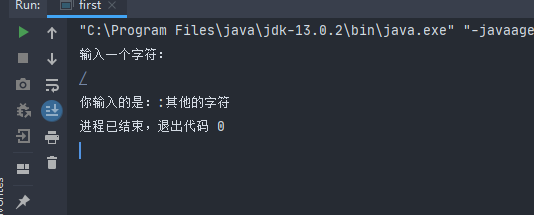 Run: first
"C:\Program Files\java\jdk-13.0.2\bin\java.exe" "-javaage
输入一个字符:
/
你输入的是: :其他的字符
进程已结束，退出代码 0